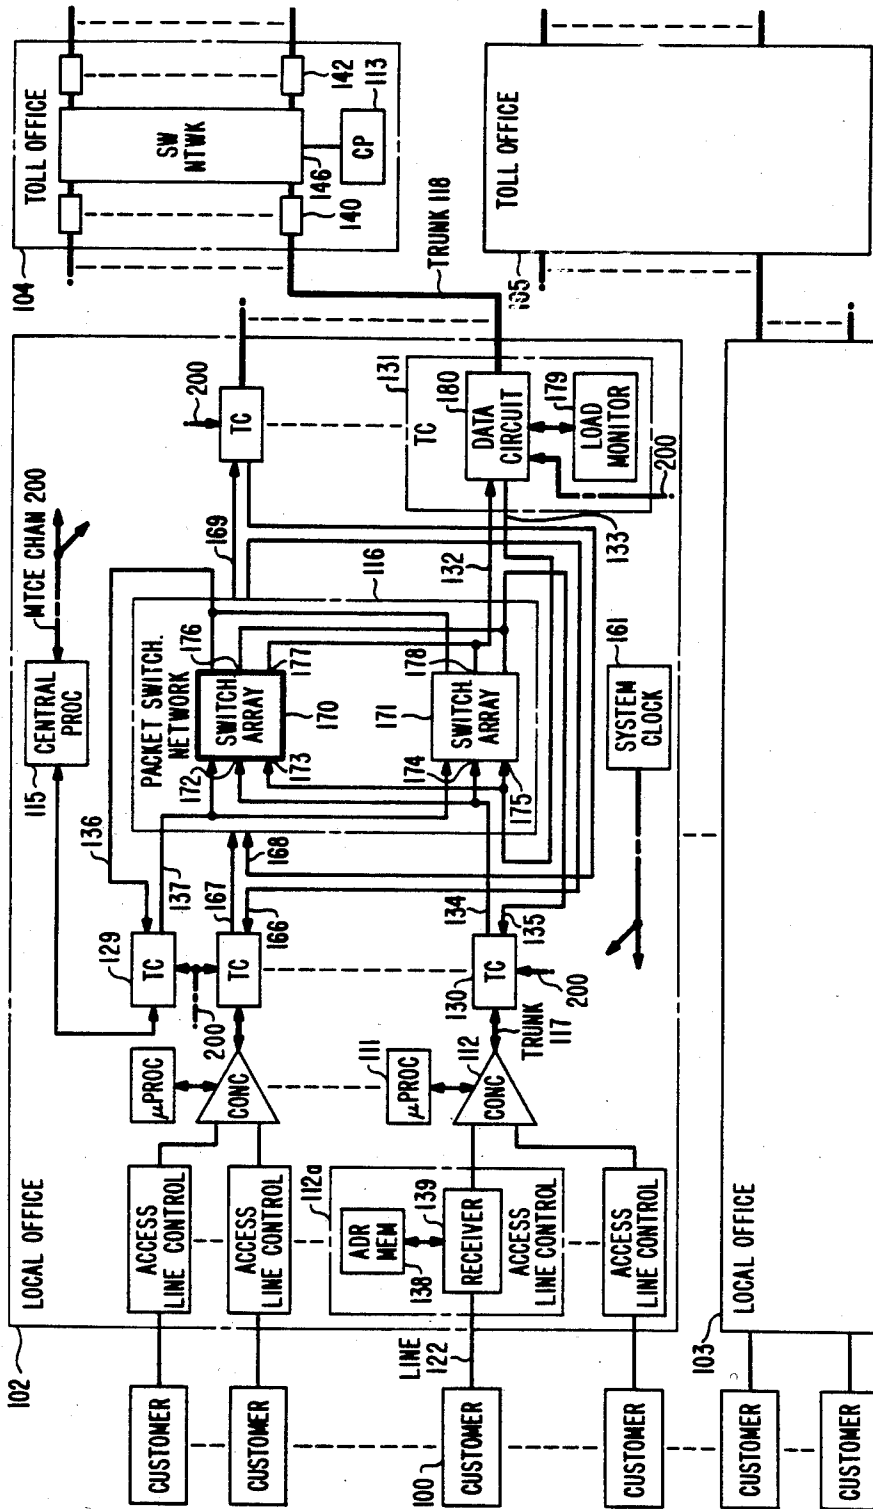 102
LOCAL OFFICE
CUSTOMER
CUSTOMER
100
CUSTOMER
CUSTOMER
CUSTOMER
CUSTOMER
LINE
122
ACCESS
LINE CONTROL
ACCESS
LINE CONTROL
112a
ADR
MEM
138
139
RECEIVER
ACCESS
LINE CONTROL
ACCESS
LINE CONTROL
μPROC
CONC
111
μPROC
112
CONC
TRUNK
117
129
TC
200
TC
130
TC
200
115
CENTRAL
PROC
MTCE CHAN 200
136
137
167
166
168
134
135
PACKET SWITCH.
NETWORK
116
172
SWITCH.
ARRAY
173
176
177
170
171
174
SWITCH
ARRAY
175
178
169
132
133
SYSTEM
CLOCK
161
200
TC
131
TC
180
DATA
CIRCUIT
179
LOAD
MONITOR
200
TRUNK 118
104
TOLL OFFICE
SW
NTWK
146
140
142
113
CP
105
TOLL OFFICE
103
LOCAL OFFICE